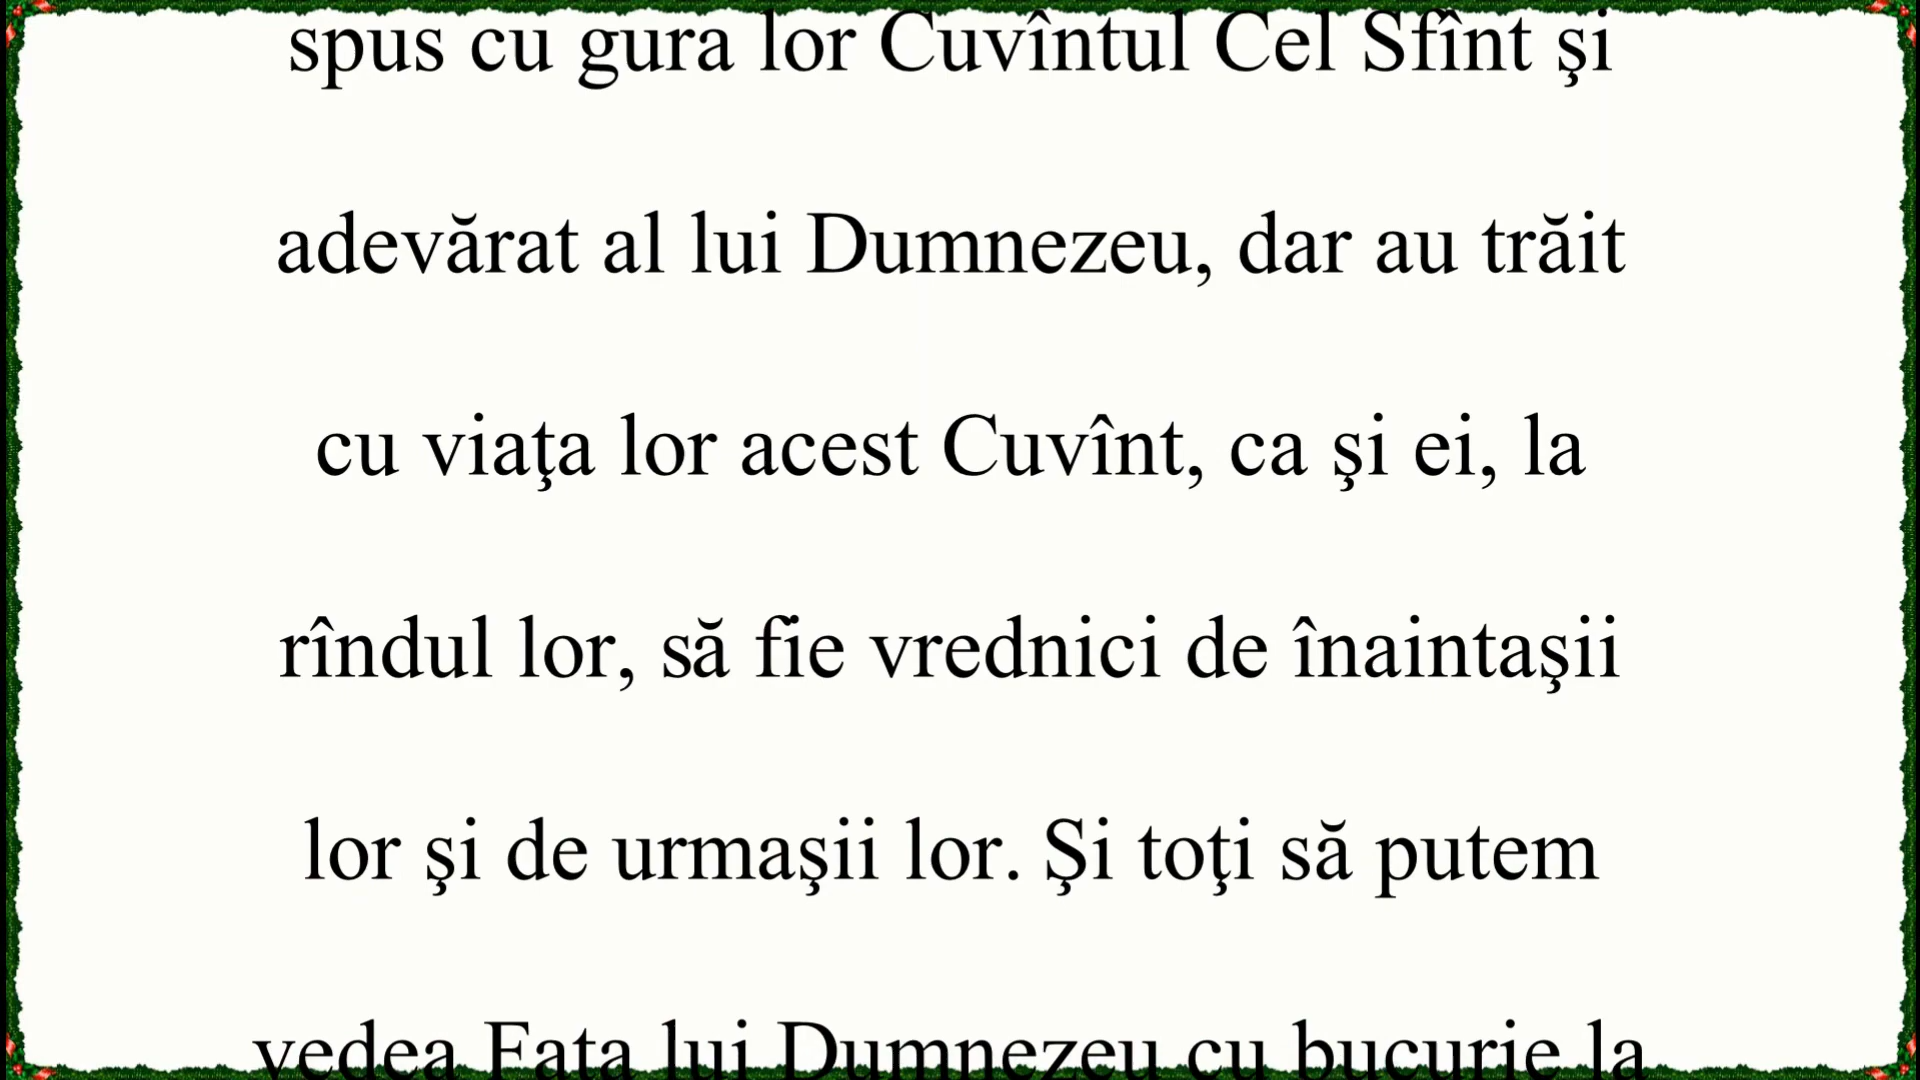 spus cu gura lor Cuvîntul Cel Sfînt şi
adevărat al lui Dumnezeu, dar au trăit
cu viaţa lor acest Cuvînt, ca şi ei, la
rîndul lor, să fie vrednici de înaintaşii
lor şi de urmaşii lor. Şi toţi să putem
vedea Faţa lui Dumnezeu cu bucurie la